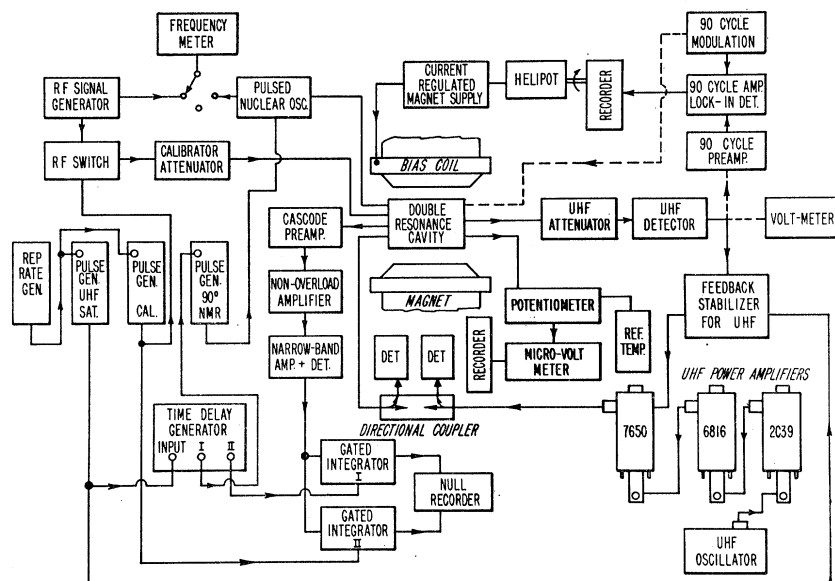 FREQUENCY
METER
90 CYCLE
MODULATION
RF SIGNAL
GENERATOR
PULSED
NUCLEAR OSC.
CURRENT
REGULATED
MAGNET SUPPLY
HELIPOT
RECORDER
90 CYCLE AMP.
LOCK-IN DET.
RF SWITCH
CALIBRATOR
ATTENUATOR
BIAS COIL
90 CYCLE
PREAMP.
CASCODE
PREAMP.
DOUBLE
RESONANCE
CAVITY
UHF
ATTENUATOR
UHF
DETECTOR
VOLT-METER
REP
RATE
GEN.
PULSE
GEN.
UHF
SAT.
PULSE
GEN.
CAL.
PULSE
GEN.
90°
NMR
NON-OVERLOAD
AMPLIFIER
MAGNET
POTENTIOMETER
REF.
TEMP.
FEEDBACK
STABILIZER
FOR UHF
NARROW-BAND
AMP. + DET.
DET
DET
RECORDER
MICRO-VOLT
METER
UHF POWER AMPLIFIERS
DIRECTIONAL COUPLER
7650
6816
2C39
TIME DELAY
GENERATOR
INPUT I II
GATED
INTEGRATOR
I
NULL
RECORDER
GATED
INTEGRATOR
II
UHF
OSCILLATOR